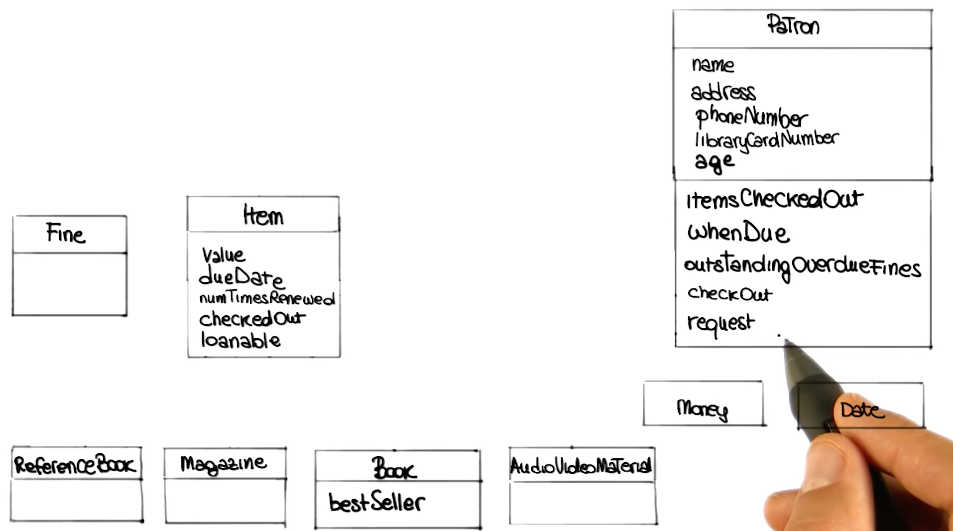 Patron
name
address
phoneNumber
libraryCardNumber
age
itemsCheckedOut
whenDue
outstandingOverdueFines
checkOut
request
Fine
Item
value
dueDate
numTimesRenewed
checkedOut
loanable
Money
Date
ReferenceBook
Magazine
Book
bestSeller
AudioVideoMaterial